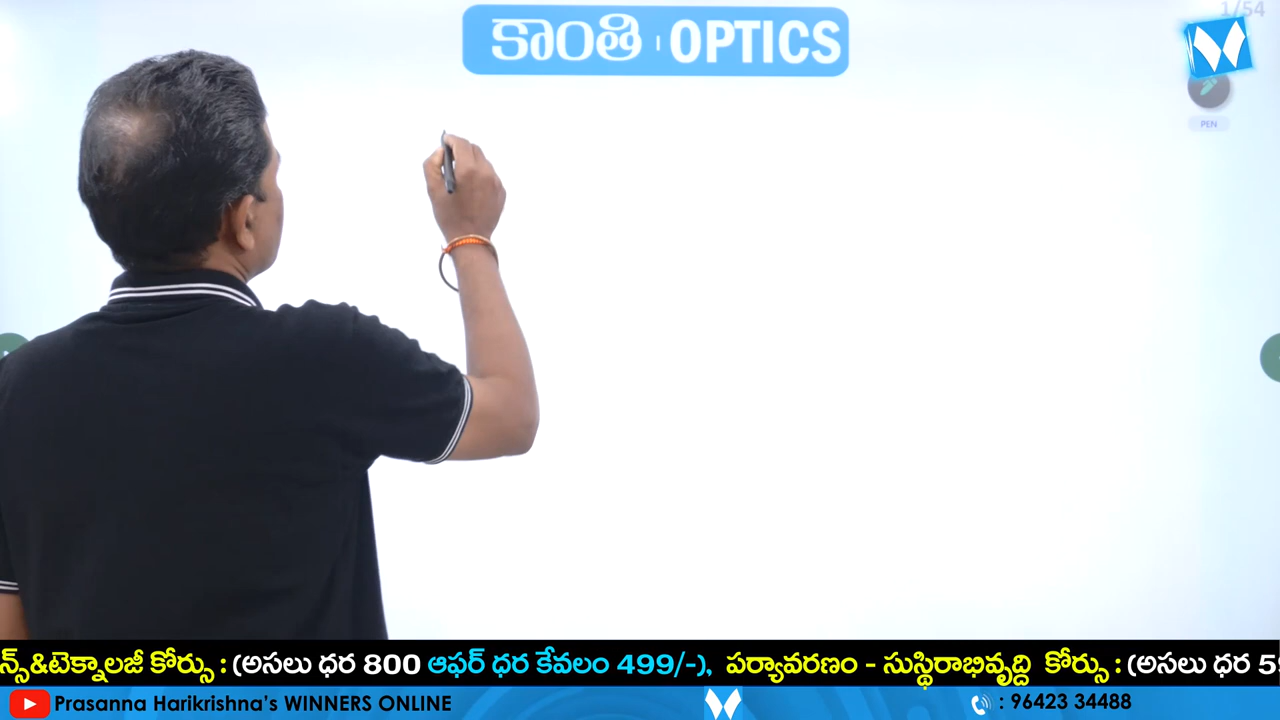 1/54
కాంతి | OPTICS
PEN
న్స్&టెక్నాలజీ కోర్సు : (అసలు ధర 800 ఆఫర్ ధర కేవలం 499/-), పర్యావరణం - సుస్థిరాభివృద్ధి కోర్సు : (అసలు ధర 5
Prasanna Harikrishna's WINNERS ONLINE
: 96423 34488